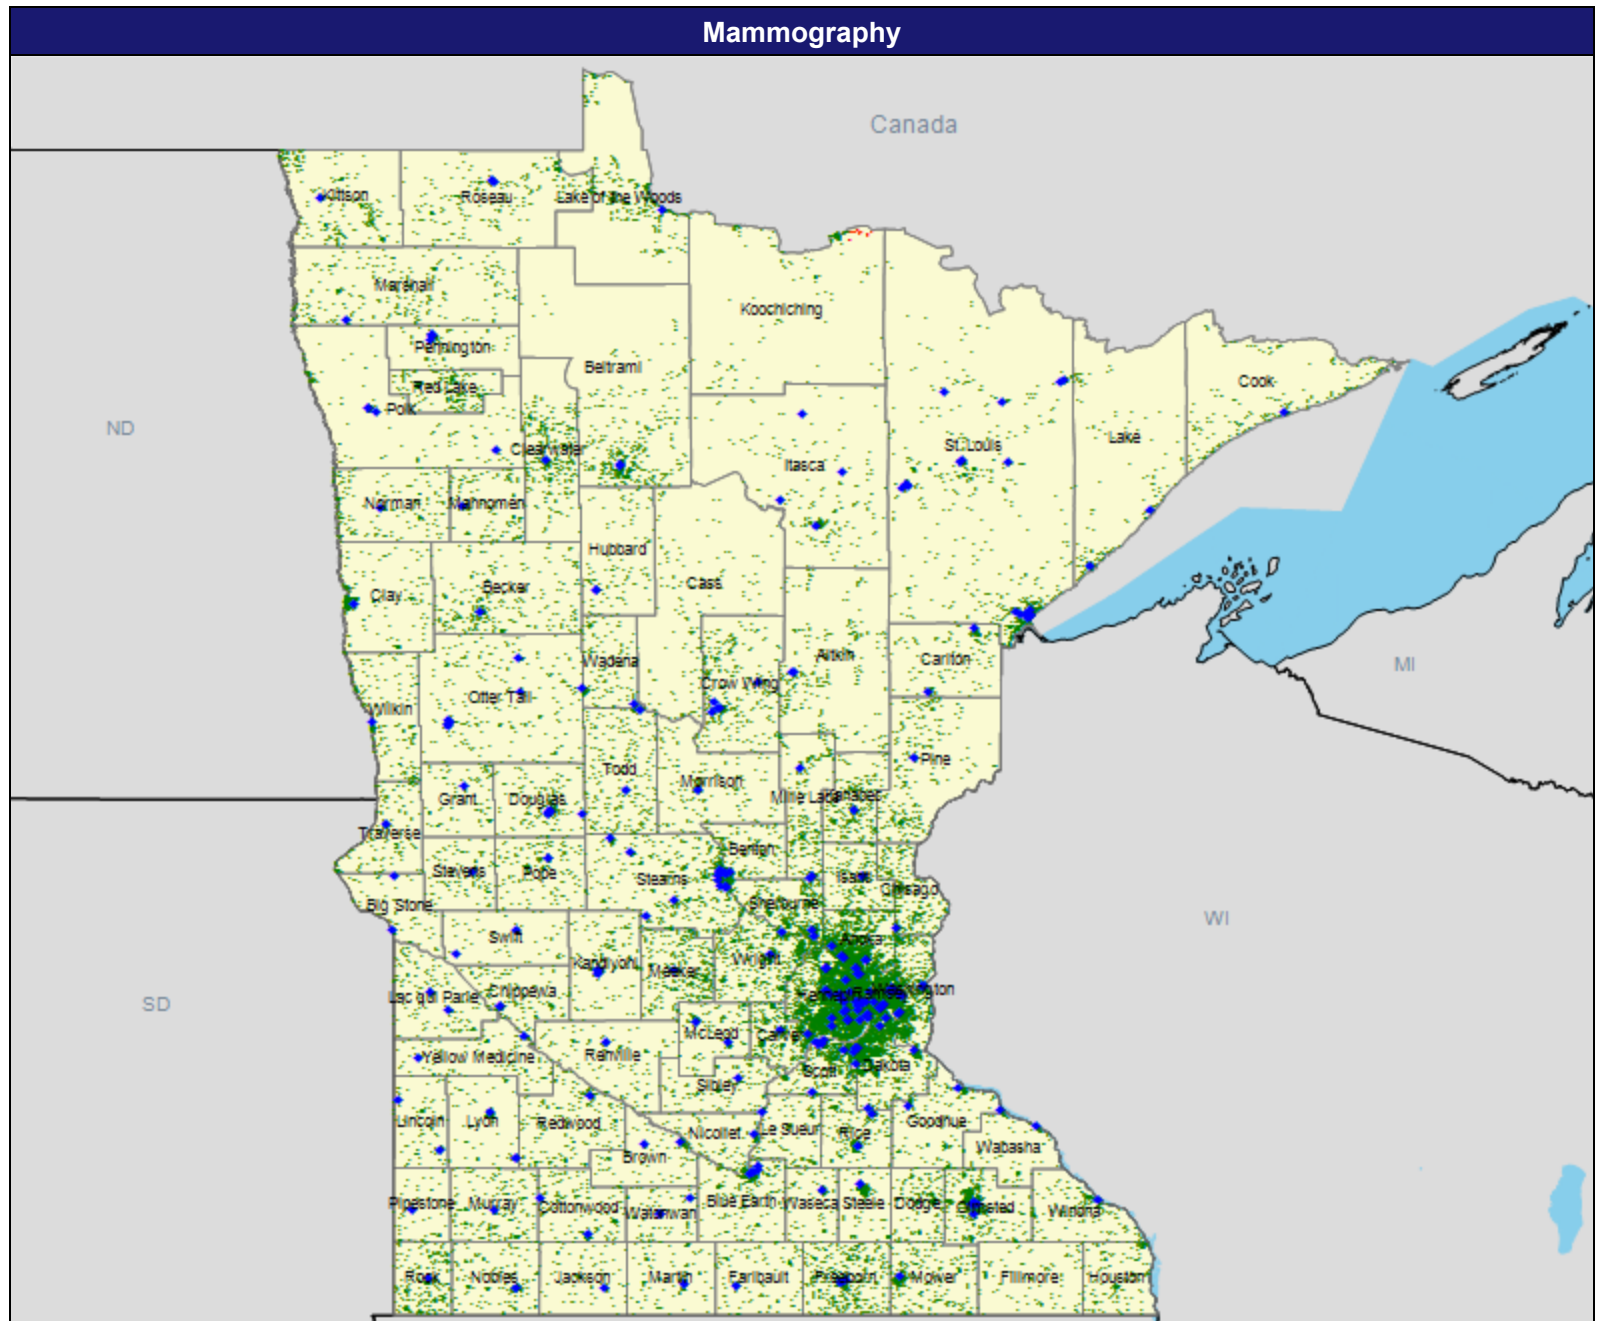 Mammography
Canada
Kittson
Roseau
Lake of the Woods
Marshall
Koochiching
Pennington
Beltrami
Cook
Red Lake
Polk
ND
Clearwater
St. Louis
Lake
Itasca
Norman
Mahnomen
Hubbard
Cass
Becker
Clay
Wadena
Aitkin
Carlton
MI
Crow Wing
Otter Tail
Wilkin
Pine
Todd
Morrison
Grant
Douglas
Mille Lacs
Kanabec
Traverse
Benton
Stevens
Pope
Stearns
Isanti
Chisago
Big Stone
Sherburne
WI
Swift
Anoka
Wright
Kandiyohi
Meeker
Lac qui Parle
Chippewa
Hennepin
Ramsey
Washington
SD
McLeod
Carver
Yellow Medicine
Renville
Scott
Dakota
Sibley
Lincoln
Lyon
Redwood
Nicollet
Le Sueur
Rice
Goodhue
Wabasha
Brown
Pipestone
Murray
Cottonwood
Watonwan
Blue Earth
Waseca
Steele
Dodge
Olmsted
Winona
Rock
Nobles
Jackson
Martin
Faribault
Freeborn
Mower
Fillmore
Houston